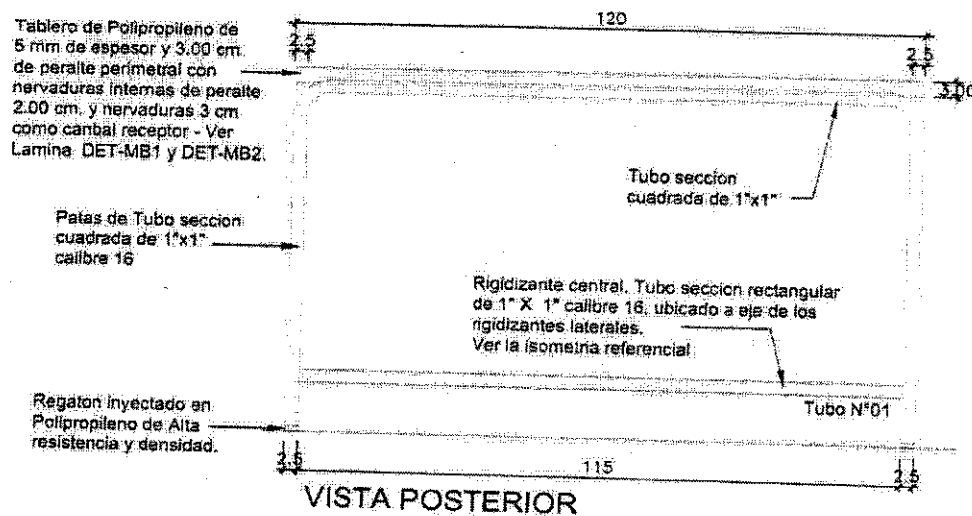 120
2.5
2.5
3.00
Tablero de Polipropileno de
5 mm de espesor y 3.00 cm.
de peralte perimetral con
nervaduras internas de peralte
2.00 cm. y nervaduras 3 cm
como canbal receptor - Ver
Lamina DET-MB1 y DET-MB2.
Tubo seccion
cuadrada de 1"x1"
Patas de Tubo seccion
cuadrada de 1"x1"
calibre 16
Rigidizante central. Tubo seccion rectangular
de 1" X 1" calibre 16, ubicado a eje de los
rigidizantes laterales.
Ver la isometria referencial
Tubo N°01
Regaton inyectado en
Polipropileno de Alta
resistencia y densidad.
2.5
115
2.5
VISTA POSTERIOR